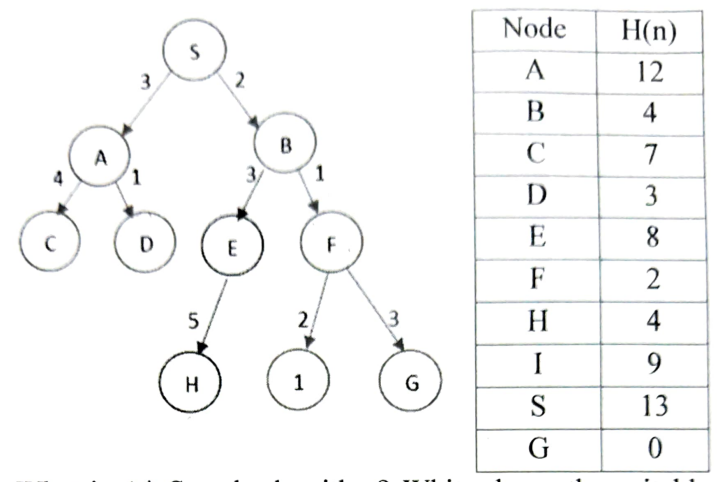 S
3 2
A B
4 1 3 1
C D E F
5 2 3
H 1 G
Node H(n)
A 12
B 4
C 7
D 3
E 8
F 2
H 4
I 9
S 13
G 0